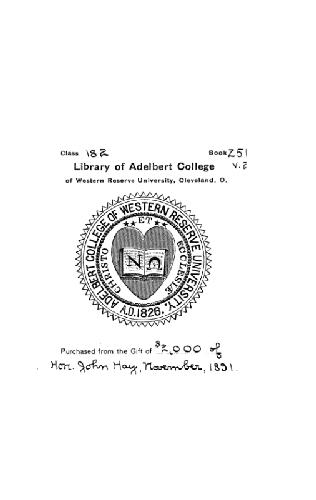 Class 182 Book Z51
Library of Adelbert College v.2
of Western Reserve University, Cleveland, O.
ADELBERT COLLEGE OF WESTERN RESERVE UNIVERSITY.
ET
CHRISTO ECCLESIÆ
A.D. 1826.
Purchased from the Gift of $2,000 of
Hon. John Hay, November, 1891.